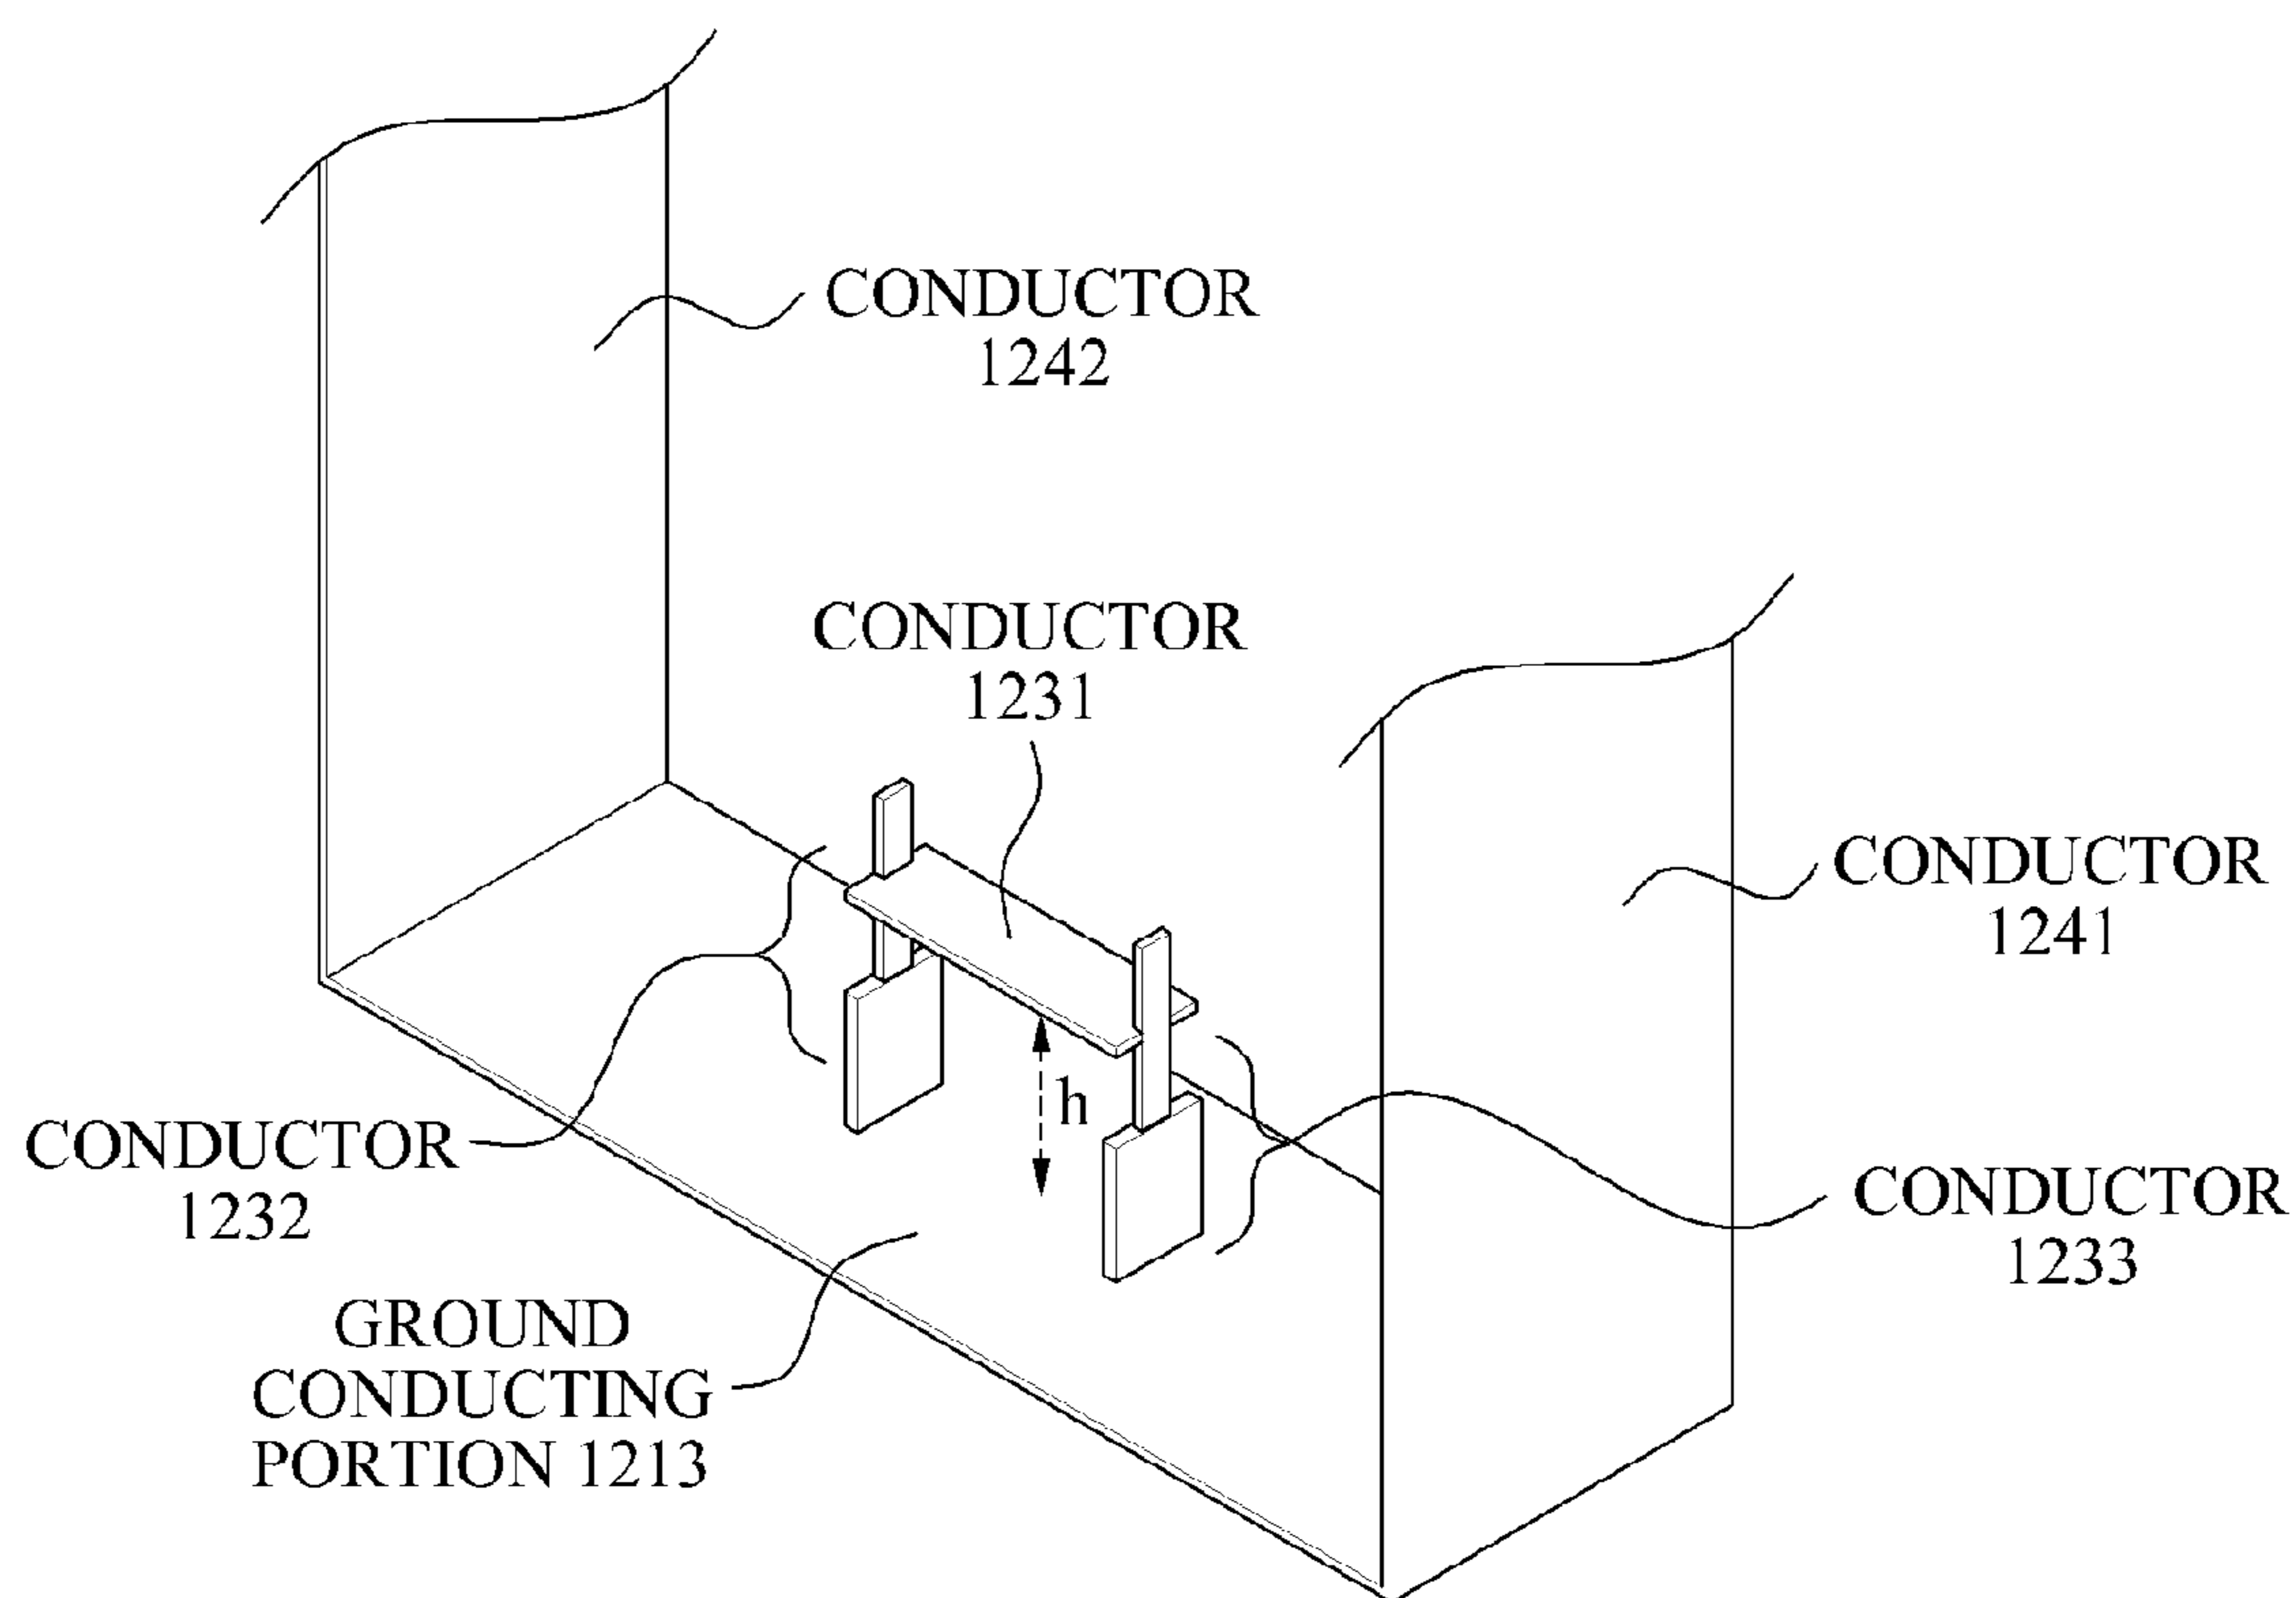 CONDUCTOR
1242
CONDUCTOR
1231
CONDUCTOR
1241
h
CONDUCTOR
1232
CONDUCTOR
1233
GROUND
CONDUCTING
PORTION 1213